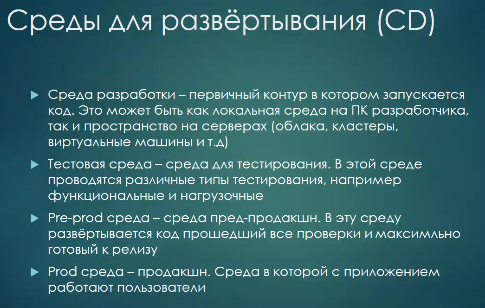 Среды для развёртывания (CD)
Среда разработки – первичный контур в котором запускается
код. Это может быть как локальная среда на ПК разработчика,
так и пространство на серверах (облака, кластеры,
виртуальные машины и т.д)
Тестовая среда – среда для тестирования. В этой среде
проводятся различные типы тестирования, например
функциональные и нагрузочные
Pre-prod среда – среда пред-продакшн. В эту среду
развёртывается код прошедший все проверки и максимльно
готовый к релизу
Prod среда – продакшн. Среда в которой с приложением
работают пользователи